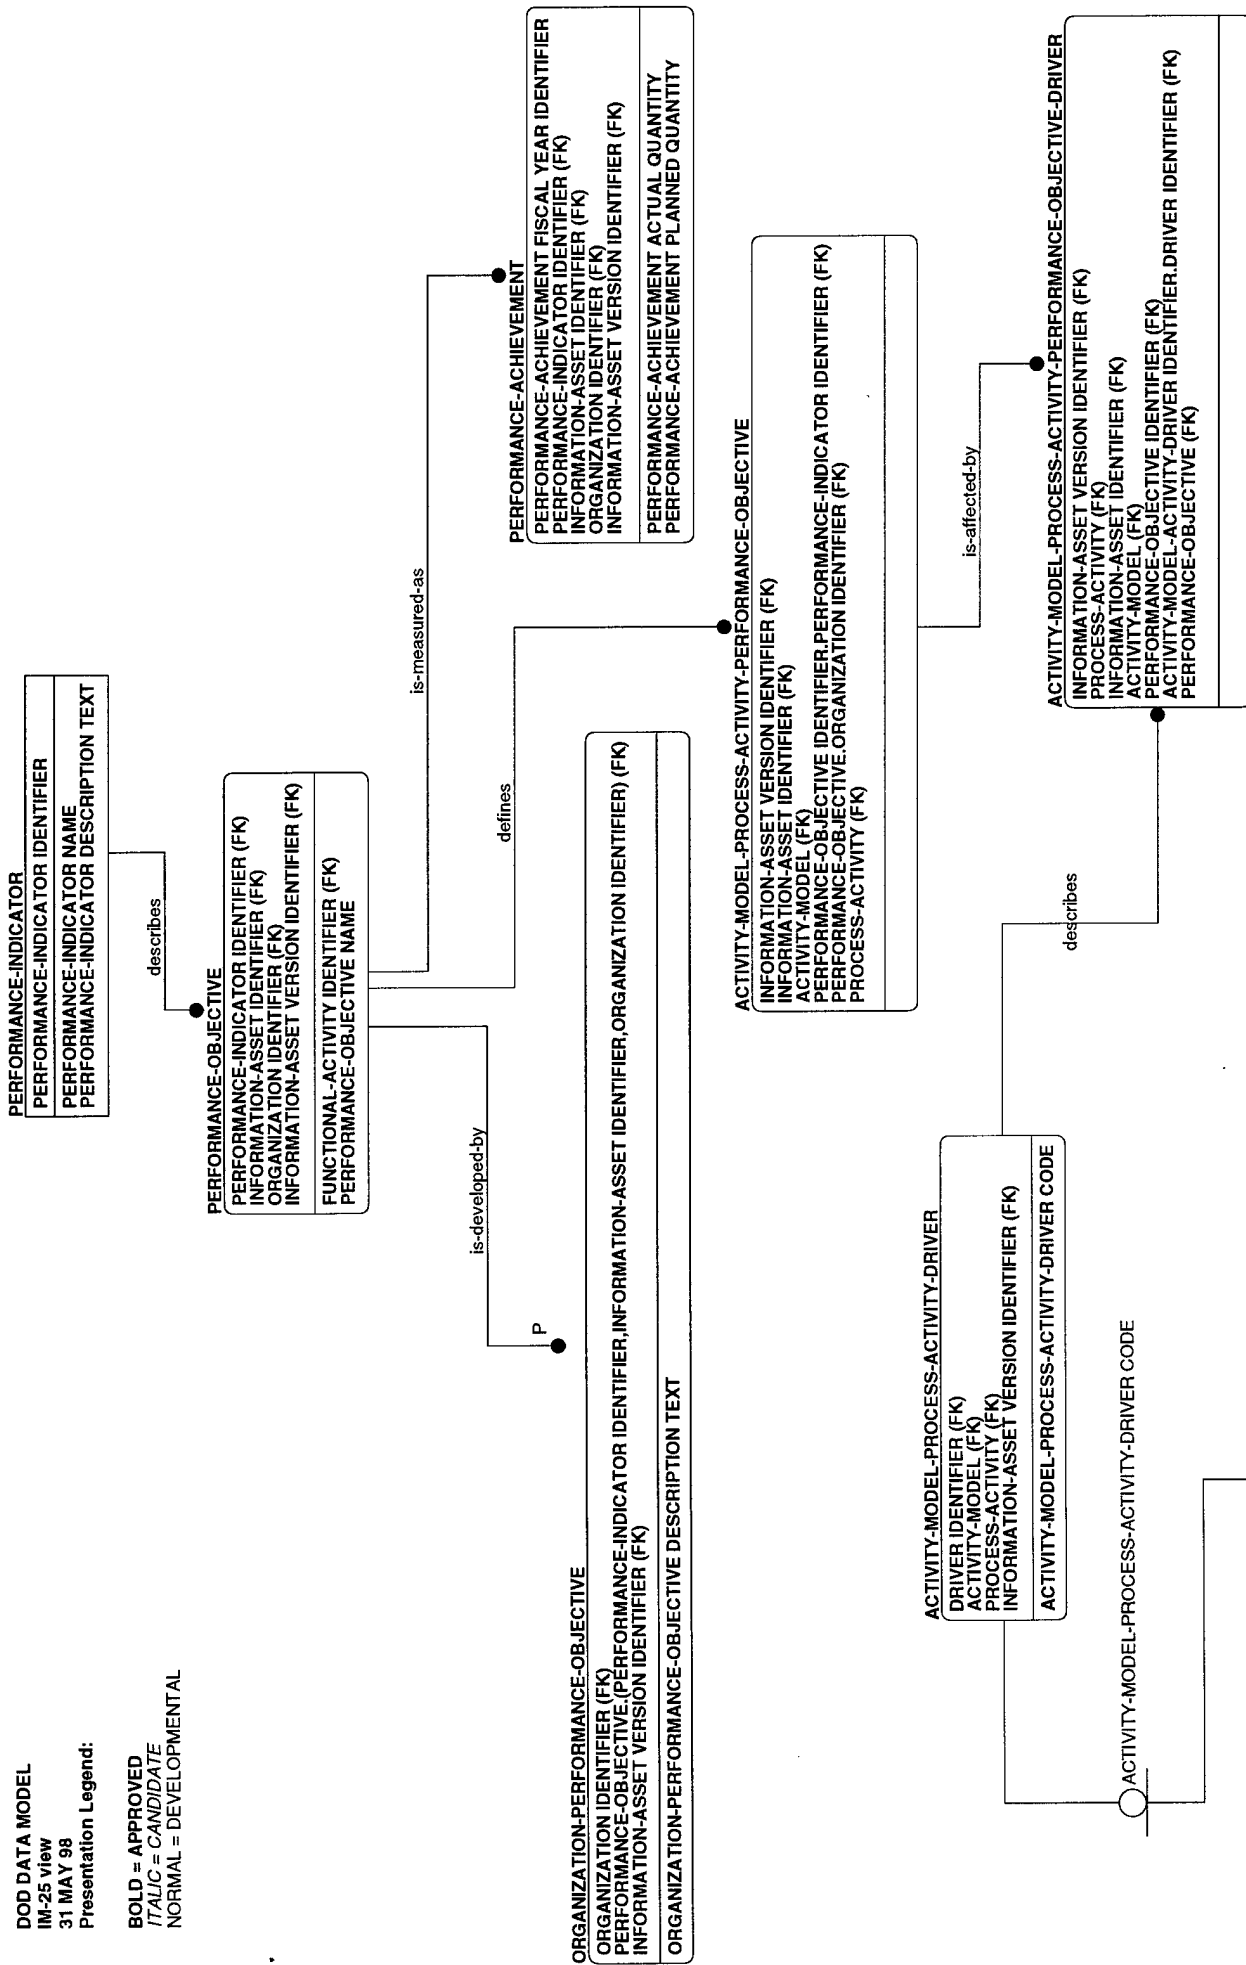 DOD DATA MODEL
IM-25 view
31 MAY 98
Presentation Legend:
BOLD = APPROVED
ITALIC = CANDIDATE
NORMAL = DEVELOPMENTAL
PERFORMANCE-INDICATOR
PERFORMANCE-INDICATOR IDENTIFIER
PERFORMANCE-INDICATOR NAME
PERFORMANCE-INDICATOR DESCRIPTION TEXT
describes
PERFORMANCE-OBJECTIVE
PERFORMANCE-INDICATOR IDENTIFIER (FK)
INFORMATION-ASSET IDENTIFIER (FK)
ORGANIZATION IDENTIFIER (FK)
INFORMATION-ASSET VERSION IDENTIFIER (FK)
FUNCTIONAL-ACTIVITY IDENTIFIER (FK)
PERFORMANCE-OBJECTIVE NAME
is-measured-as
defines
is-developed-by
P
PERFORMANCE-ACHIEVEMENT
PERFORMANCE-ACHIEVEMENT FISCAL YEAR IDENTIFIER
PERFORMANCE-INDICATOR IDENTIFIER (FK)
INFORMATION-ASSET IDENTIFIER (FK)
ORGANIZATION IDENTIFIER (FK)
INFORMATION-ASSET VERSION IDENTIFIER (FK)
PERFORMANCE-ACHIEVEMENT ACTUAL QUANTITY
PERFORMANCE-ACHIEVEMENT PLANNED QUANTITY
ORGANIZATION-PERFORMANCE-OBJECTIVE
ORGANIZATION IDENTIFIER (FK)
PERFORMANCE-OBJECTIVE.(PERFORMANCE-INDICATOR IDENTIFIER,INFORMATION-ASSET IDENTIFIER,ORGANIZATION IDENTIFIER) (FK)
INFORMATION-ASSET VERSION IDENTIFIER (FK)
ORGANIZATION-PERFORMANCE-OBJECTIVE DESCRIPTION TEXT
ACTIVITY-MODEL-PROCESS-ACTIVITY-PERFORMANCE-OBJECTIVE
INFORMATION-ASSET VERSION IDENTIFIER (FK)
INFORMATION-ASSET IDENTIFIER (FK)
ACTIVITY-MODEL (FK)
PERFORMANCE-OBJECTIVE IDENTIFIER.PERFORMANCE-INDICATOR IDENTIFIER (FK)
PERFORMANCE-OBJECTIVE.ORGANIZATION IDENTIFIER (FK)
PROCESS-ACTIVITY (FK)
is-affected-by
ACTIVITY-MODEL-PROCESS-ACTIVITY-DRIVER
DRIVER IDENTIFIER (FK)
ACTIVITY-MODEL (FK)
PROCESS-ACTIVITY (FK)
INFORMATION-ASSET VERSION IDENTIFIER (FK)
ACTIVITY-MODEL-PROCESS-ACTIVITY-DRIVER CODE
describes
ACTIVITY-MODEL-PROCESS-ACTIVITY-PERFORMANCE-OBJECTIVE-DRIVER
INFORMATION-ASSET VERSION IDENTIFIER (FK)
PROCESS-ACTIVITY (FK)
INFORMATION-ASSET IDENTIFIER (FK)
ACTIVITY-MODEL (FK)
PERFORMANCE-OBJECTIVE IDENTIFIER (FK)
ACTIVITY-MODEL-ACTIVITY-DRIVER IDENTIFIER.DRIVER IDENTIFIER (FK)
PERFORMANCE-OBJECTIVE (FK)
ACTIVITY-MODEL-PROCESS-ACTIVITY-DRIVER CODE